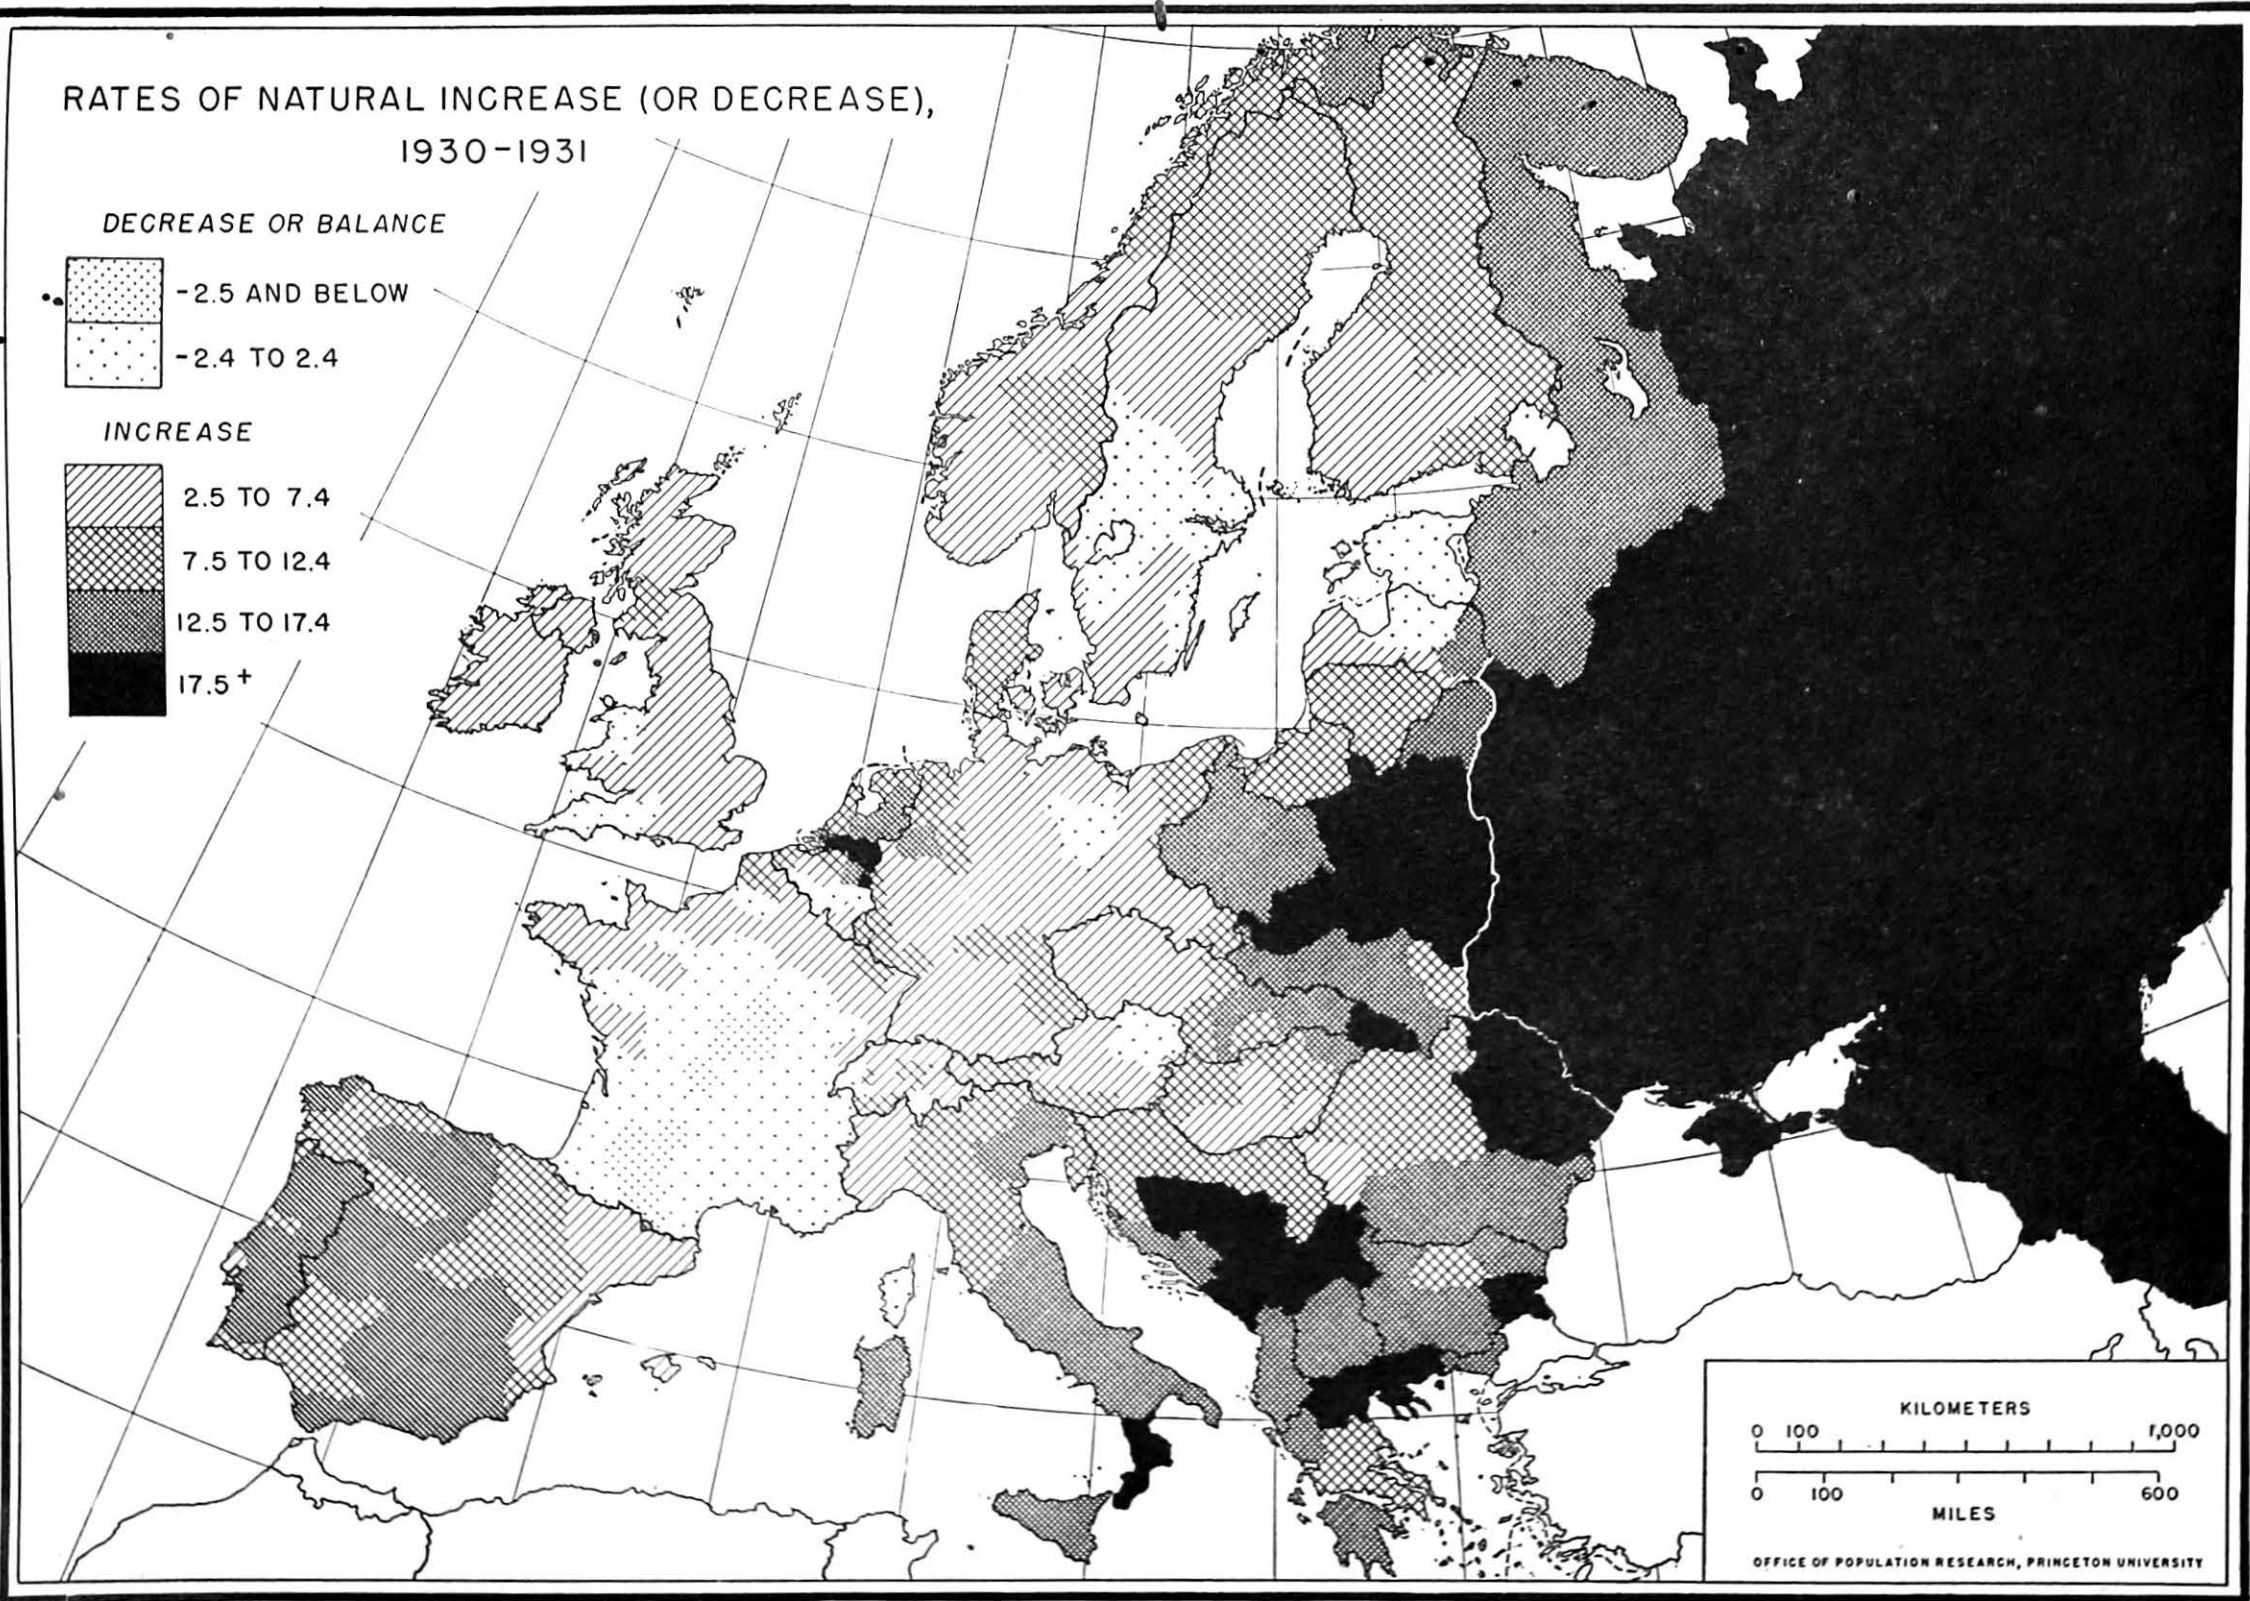 RATES OF NATURAL INCREASE (OR DECREASE),
1930-1931
DECREASE OR BALANCE
-2.5 AND BELOW
-2.4 TO 2.4
INCREASE
2.5 TO 7.4
7.5 TO 12.4
12.5 TO 17.4
17.5+
KILOMETERS
0 100 1,000
0 100 600
MILES
OFFICE OF POPULATION RESEARCH, PRINCETON UNIVERSITY